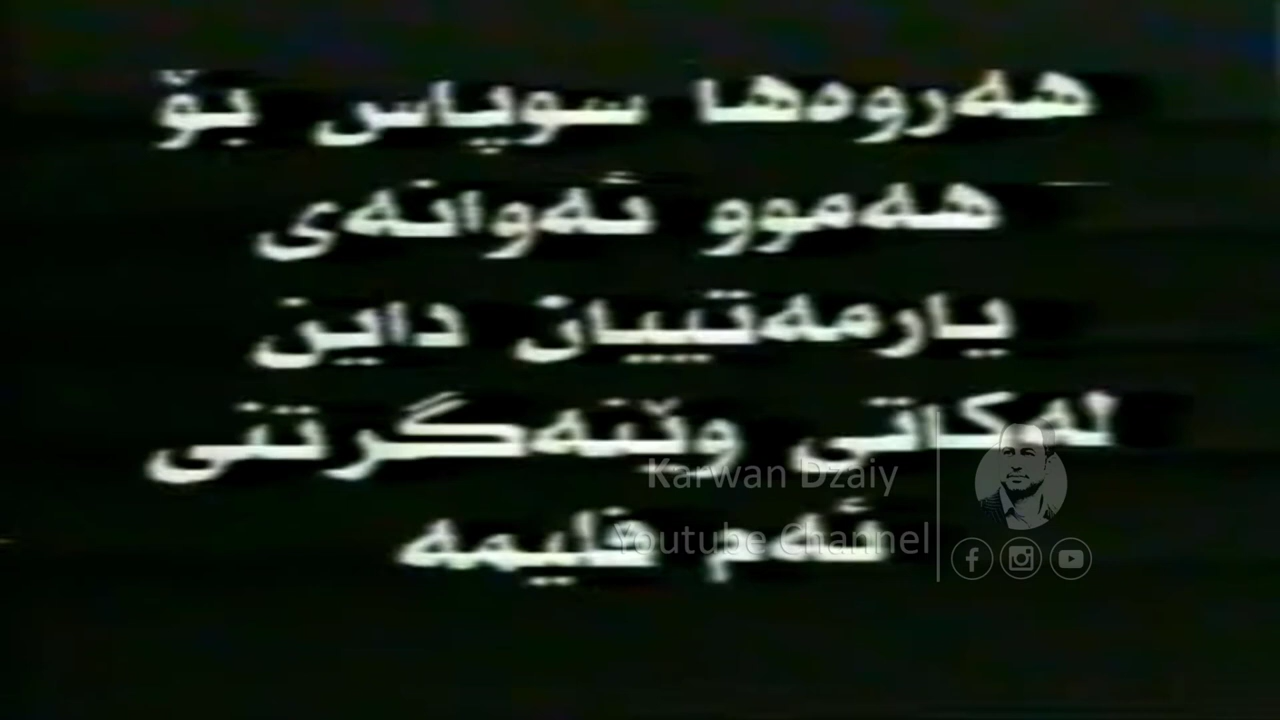 هەروەها سوپاس بۆ
هەموو ئەوانەی
یارمەتییان داین
لەکاتی وێنەگرتنی
ئەم فلیمە
Karwan Dzaiy
Youtube Channel